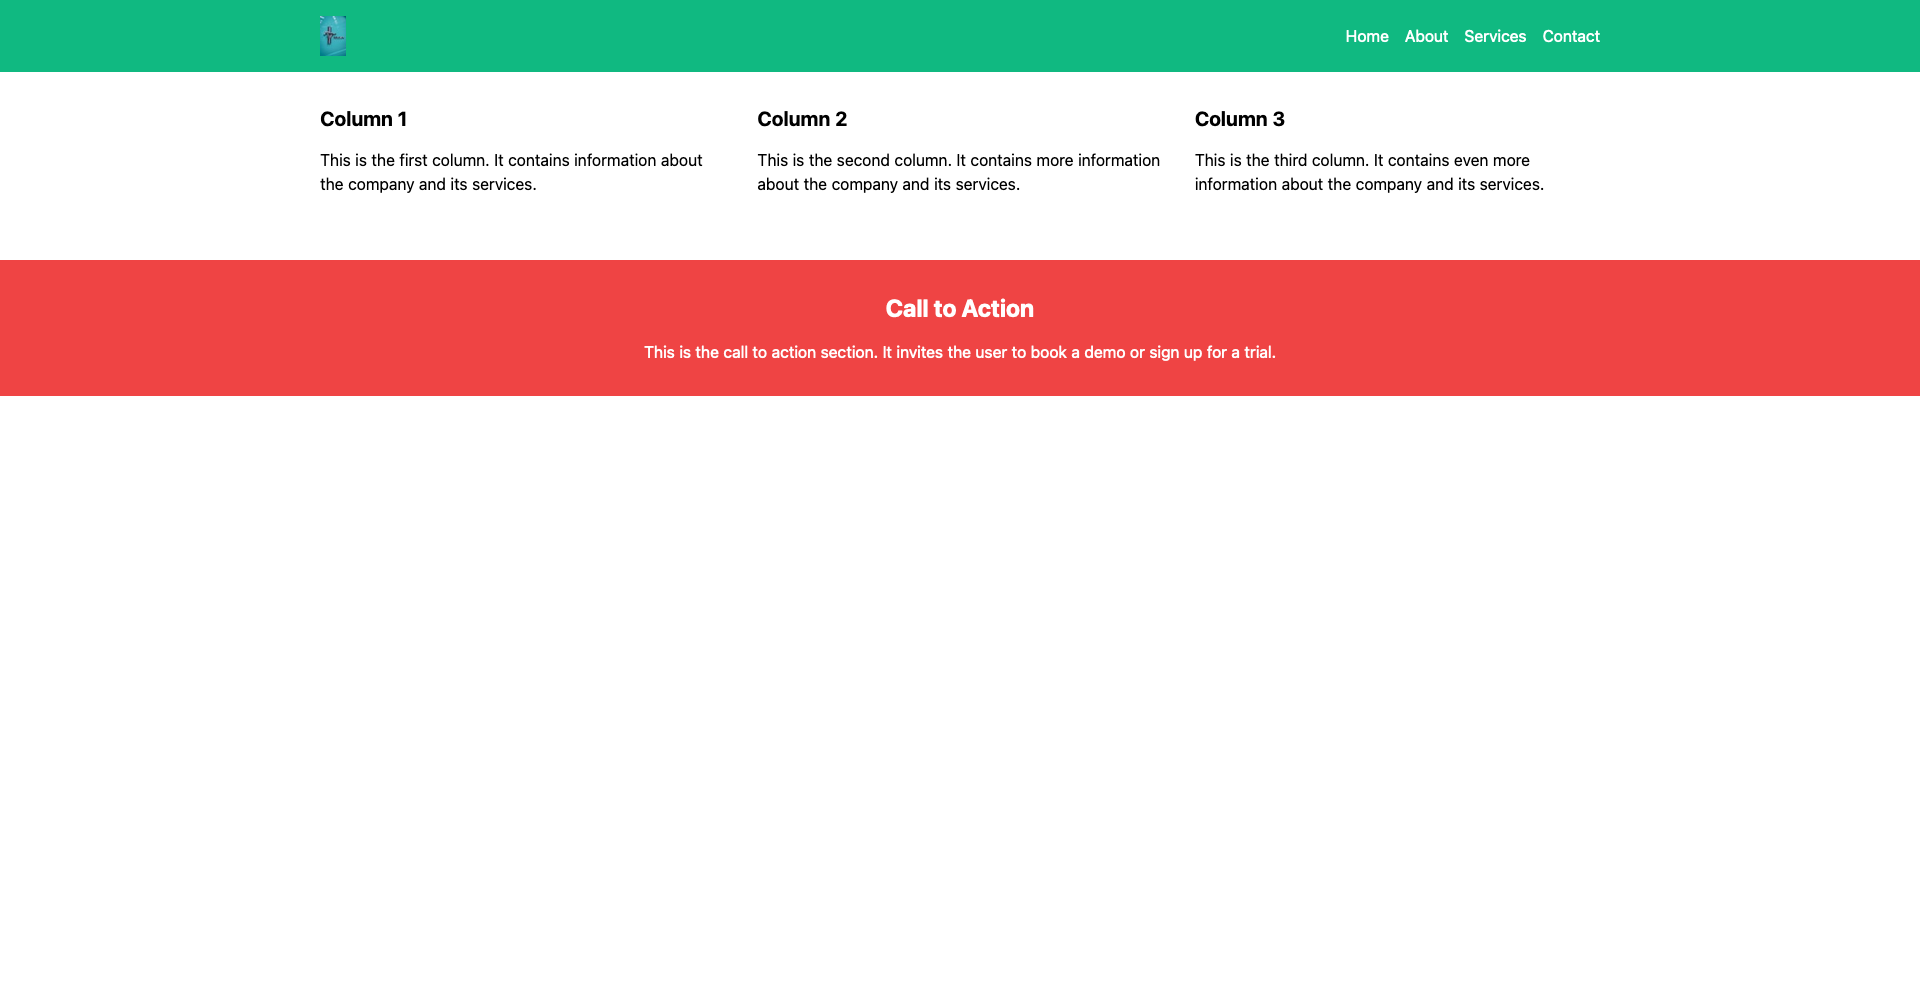 Home About Services Contact
Column 1
This is the first column. It contains information about
the company and its services.
Column 2
This is the second column. It contains more information
about the company and its services.
Column 3
This is the third column. It contains even more
information about the company and its services.
Call to Action
This is the call to action section. It invites the user to book a demo or sign up for a trial.